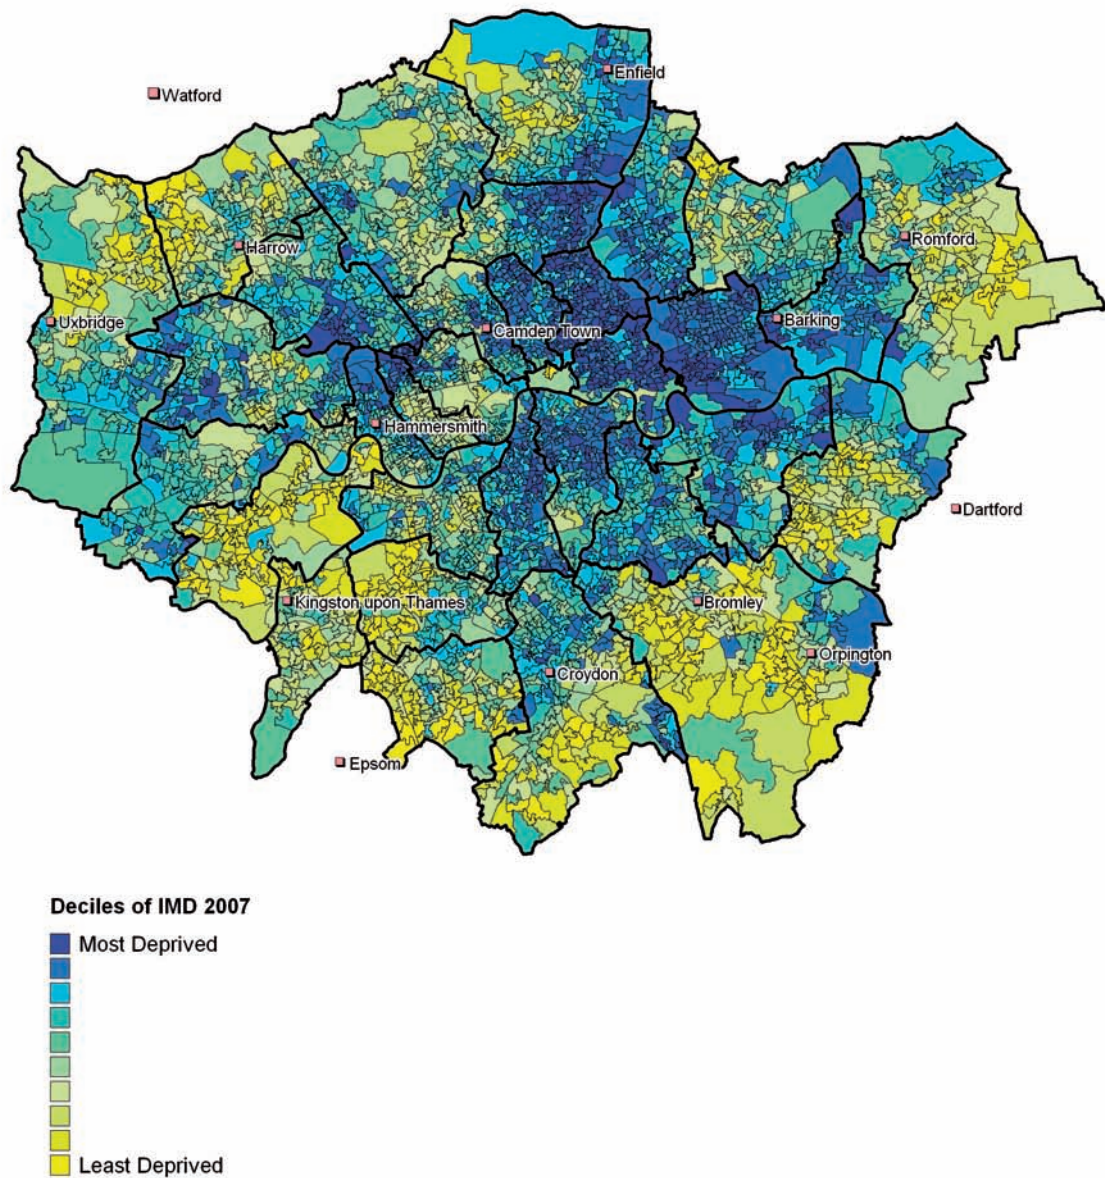 Enfield
Watford
Romford
Harrow
Uxbridge
Barking
Camden Town
Hammersmith
Dartford
Kingston upon Thames
Bromley
Orpington
Croydon
Epsom
Deciles of IMD 2007
Most Deprived
Least Deprived